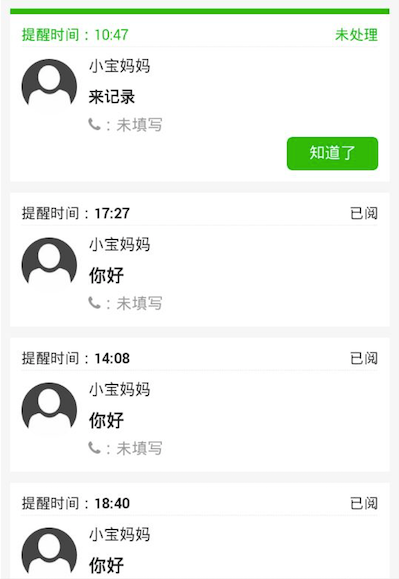 提醒时间：10:47 未处理
小宝妈妈
来记录
：未填写
知道了
提醒时间：17:27 已阅
小宝妈妈
你好
：未填写
提醒时间：14:08 已阅
小宝妈妈
你好
：未填写
提醒时间：18:40 已阅
小宝妈妈
你好